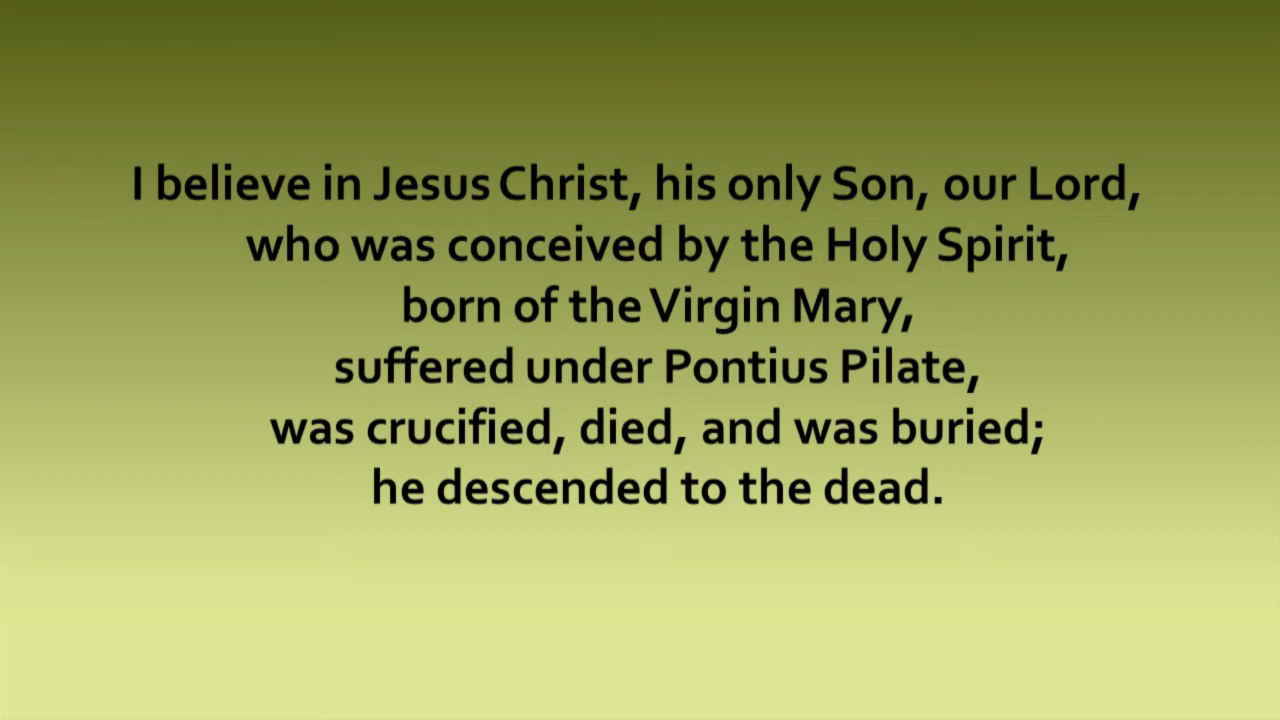 I believe in Jesus Christ, his only Son, our Lord,
who was conceived by the Holy Spirit,
born of the Virgin Mary,
suffered under Pontius Pilate,
was crucified, died, and was buried;
he descended to the dead.